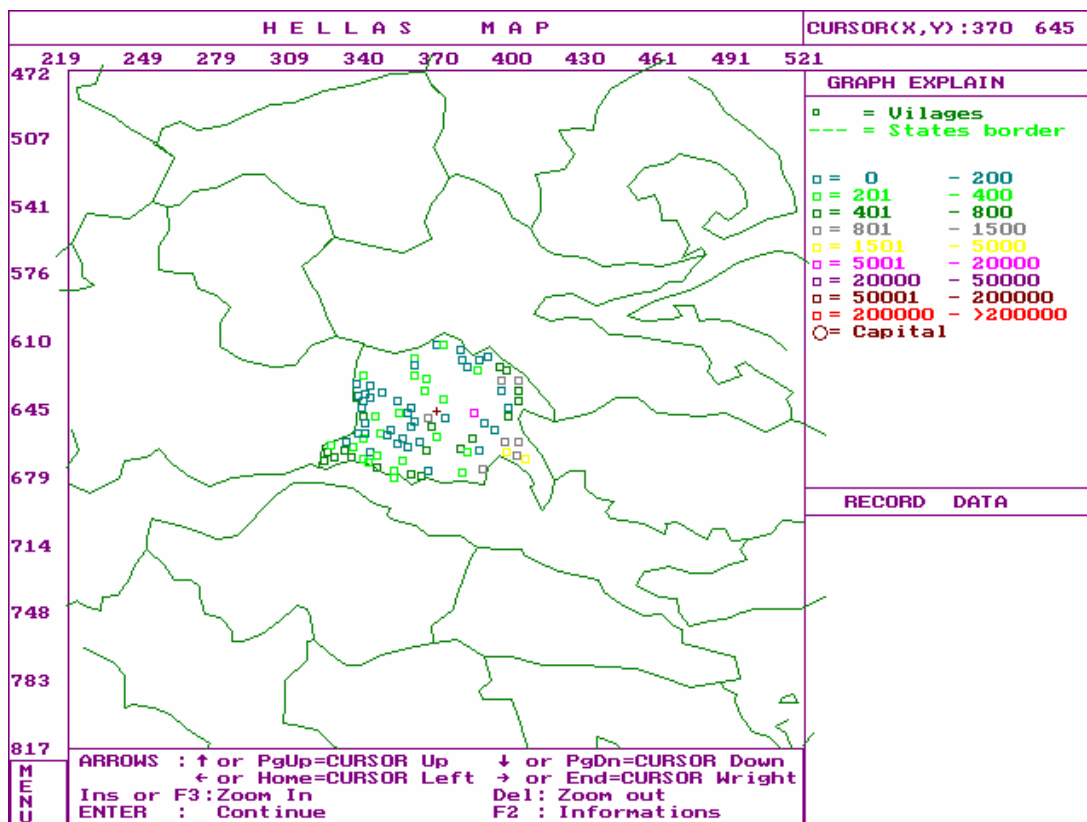 HELLAS MAP
CURSOR(X,Y):370 645
219 249 279 309 340 370 400 430 461 491 521
472
507
541
576
610
645
679
714
748
783
817
GRAPH EXPLAIN
= Vilages
--- = States border
= 0 - 200
= 201 - 400
= 401 - 800
= 801 - 1500
= 1501 - 5000
= 5001 - 20000
= 20000 - 50000
= 50001 - 200000
= 200000 - >200000
= Capital
RECORD DATA
MENU
ARROWS : ↑ or PgUp=CURSOR Up ↓ or PgDn=CURSOR Down
← or Home=CURSOR Left → or End=CURSOR Wright
Ins or F3:Zoom In Del: Zoom out
ENTER : Continue F2 : Informations